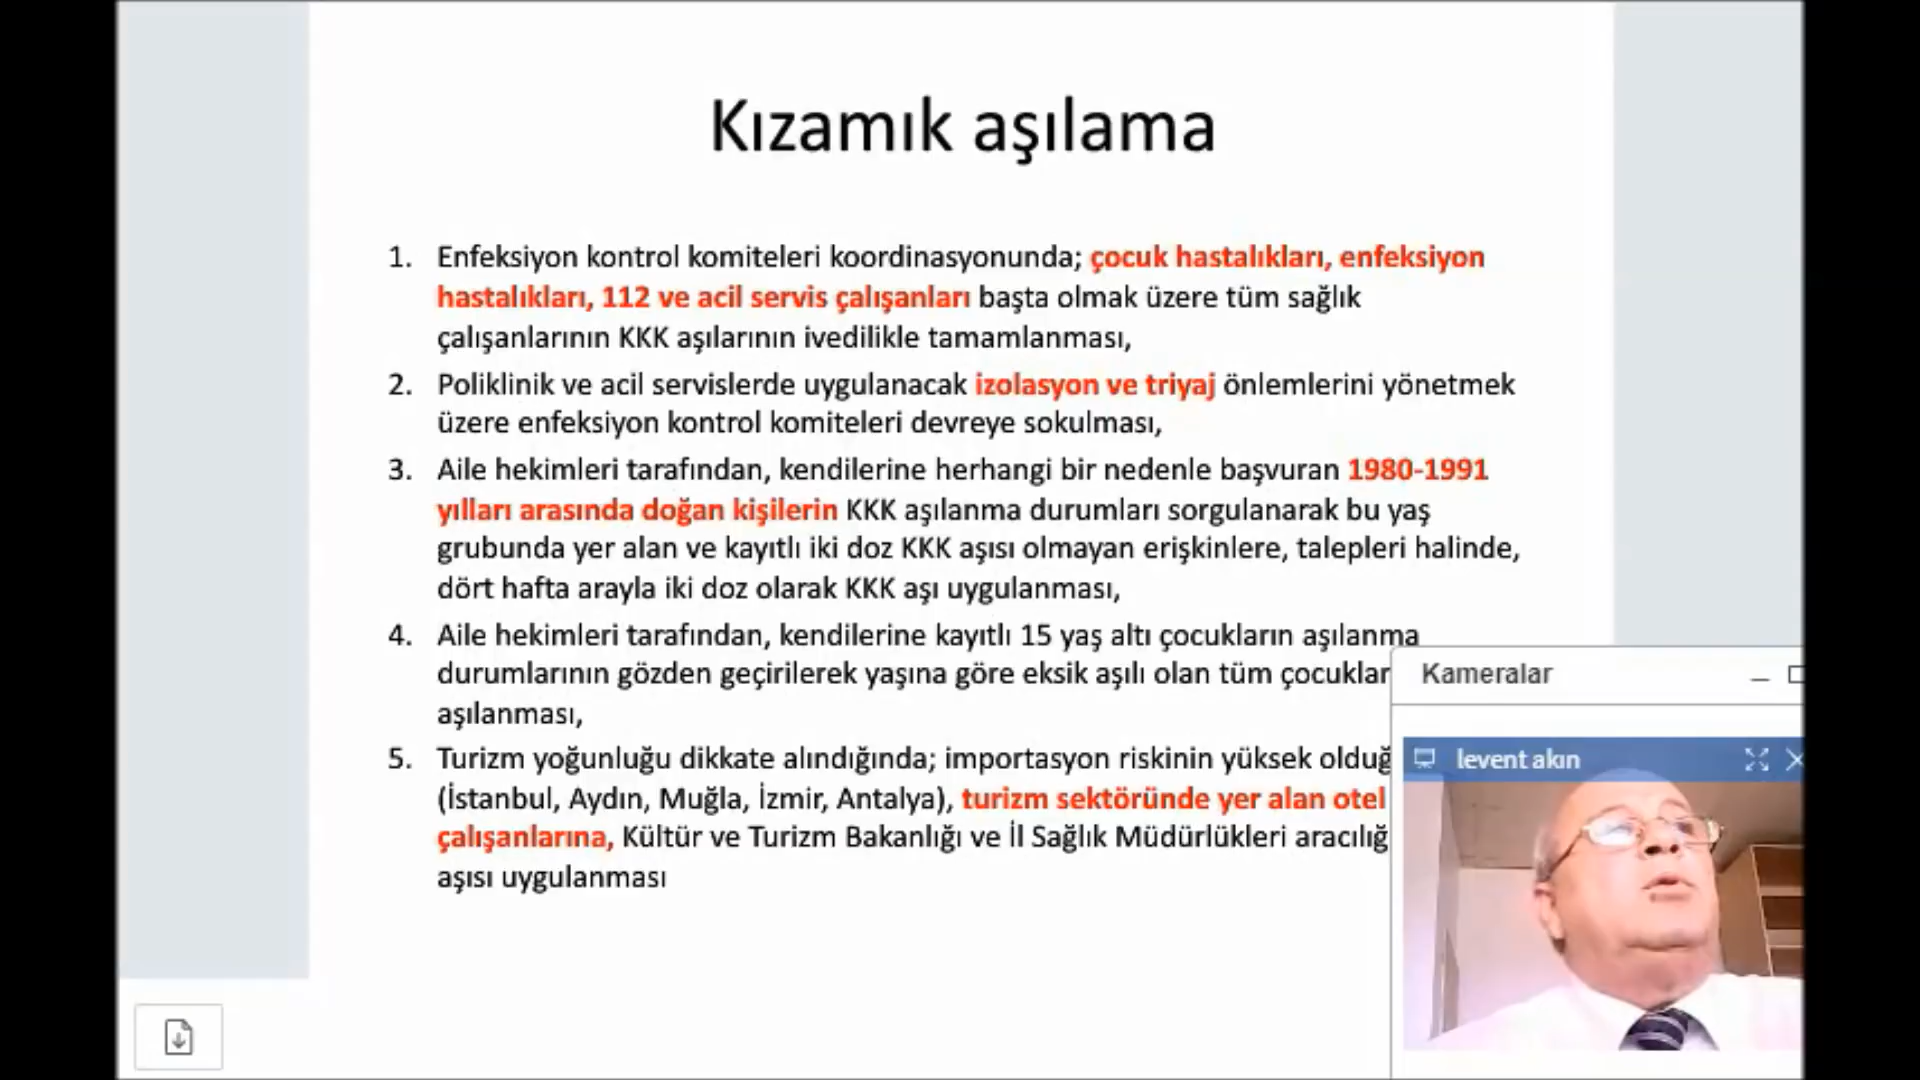 Kızamık aşılama
1. Enfeksiyon kontrol komiteleri koordinasyonunda; çocuk hastalıkları, enfeksiyon
hastalıkları, 112 ve acil servis çalışanları başta olmak üzere tüm sağlık
çalışanlarının KKK aşılarının ivedilikle tamamlanması,
2. Poliklinik ve acil servislerde uygulanacak izolasyon ve triyaj önlemlerini yönetmek
üzere enfeksiyon kontrol komiteleri devreye sokulması,
3. Aile hekimleri tarafından, kendilerine herhangi bir nedenle başvuran 1980-1991
yılları arasında doğan kişilerin KKK aşılanma durumları sorgulanarak bu yaş
grubunda yer alan ve kayıtlı iki doz KKK aşısı olmayan erişkinlere, talepleri halinde,
dört hafta arayla iki doz olarak KKK aşı uygulanması,
4. Aile hekimleri tarafından, kendilerine kayıtlı 15 yaş altı çocukların aşılanma
durumlarının gözden geçirilerek yaşına göre eksik aşılı olan tüm çocuklar
aşılanması,
5. Turizm yoğunluğu dikkate alındığında; importasyon riskinin yüksek olduğ
(İstanbul, Aydın, Muğla, İzmir, Antalya), turizm sektöründe yer alan otel
çalışanlarına, Kültür ve Turizm Bakanlığı ve İl Sağlık Müdürlükleri aracılığ
aşısı uygulanması
Kameralar
levent akın